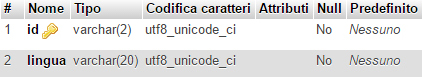 # Nome Tipo Codifica caratteri Attributi Null Predefinito
1 id varchar(2) utf8_unicode_ci No Nessuno
2 lingua varchar(20) utf8_unicode_ci No Nessuno